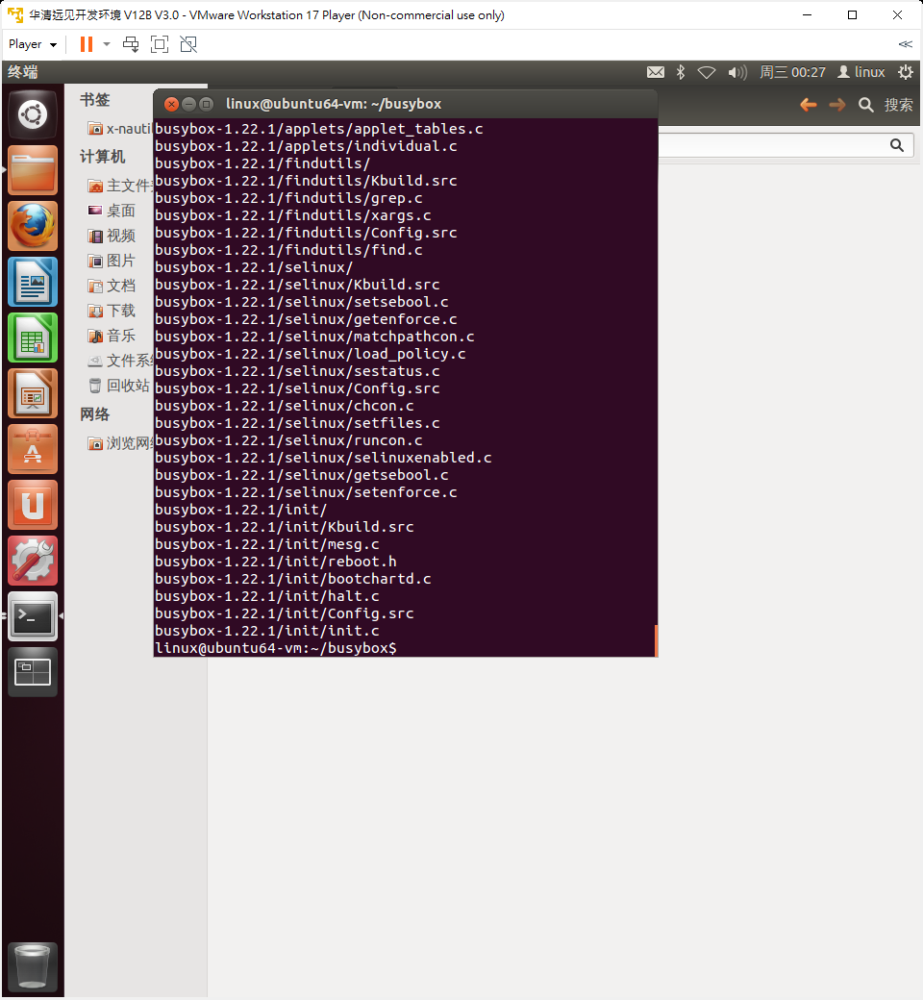 华清远见开发环境 V12B V3.0 - VMware Workstation 17 Player (Non-commercial use only)
Player
终端
周三 00:27
linux
书签
x-nauti
计算机
主文件
桌面
视频
图片
文档
下载
音乐
文件系
回收站
网络
浏览网
搜索
linux@ubuntu64-vm: ~/busybox
busybox-1.22.1/applets/applet_tables.c
busybox-1.22.1/applets/individual.c
busybox-1.22.1/findutils/
busybox-1.22.1/findutils/Kbuild.src
busybox-1.22.1/findutils/grep.c
busybox-1.22.1/findutils/xargs.c
busybox-1.22.1/findutils/Config.src
busybox-1.22.1/findutils/find.c
busybox-1.22.1/selinux/
busybox-1.22.1/selinux/Kbuild.src
busybox-1.22.1/selinux/setsebool.c
busybox-1.22.1/selinux/getenforce.c
busybox-1.22.1/selinux/matchpathcon.c
busybox-1.22.1/selinux/load_policy.c
busybox-1.22.1/selinux/sestatus.c
busybox-1.22.1/selinux/Config.src
busybox-1.22.1/selinux/chcon.c
busybox-1.22.1/selinux/setfiles.c
busybox-1.22.1/selinux/runcon.c
busybox-1.22.1/selinux/selinuxenabled.c
busybox-1.22.1/selinux/getsebool.c
busybox-1.22.1/selinux/setenforce.c
busybox-1.22.1/init/
busybox-1.22.1/init/Kbuild.src
busybox-1.22.1/init/mesg.c
busybox-1.22.1/init/reboot.h
busybox-1.22.1/init/bootchartd.c
busybox-1.22.1/init/halt.c
busybox-1.22.1/init/Config.src
busybox-1.22.1/init/init.c
linux@ubuntu64-vm:~/busybox$